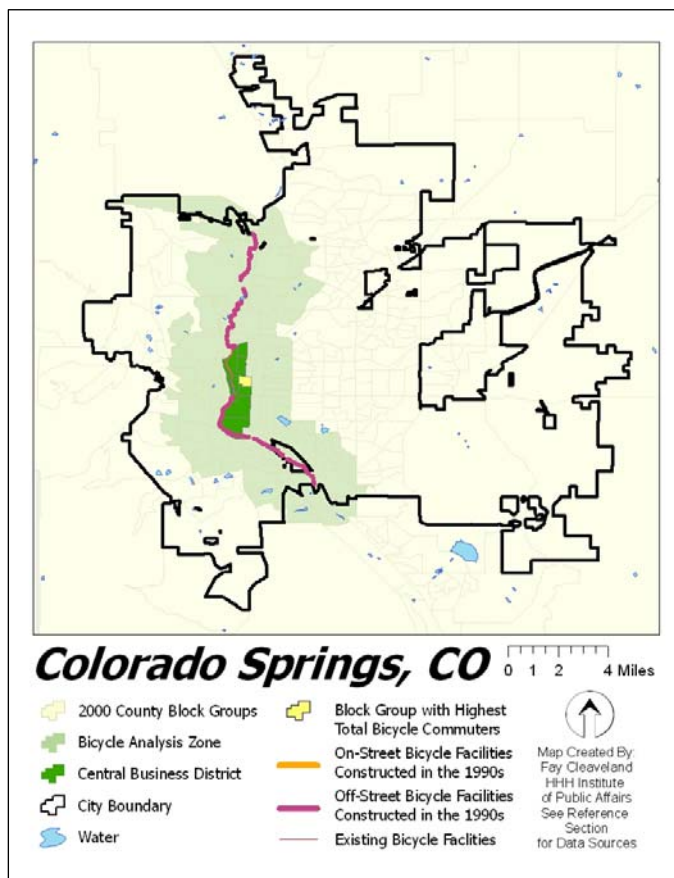 Colorado Springs, CO
0 1 2 4 Miles
2000 County Block Groups
Bicycle Analysis Zone
Central Business District
City Boundary
Water
Block Group with Highest
Total Bicycle Commuters
On-Street Bicycle Facilities
Constructed in the 1990s
Off-Street Bicycle Facilities
Constructed in the 1990s
Existing Bicycle Facilities
Map Created By:
Fay Cleaveland
HHH Institute
of Public Affairs
See Reference
Section
for Data Sources